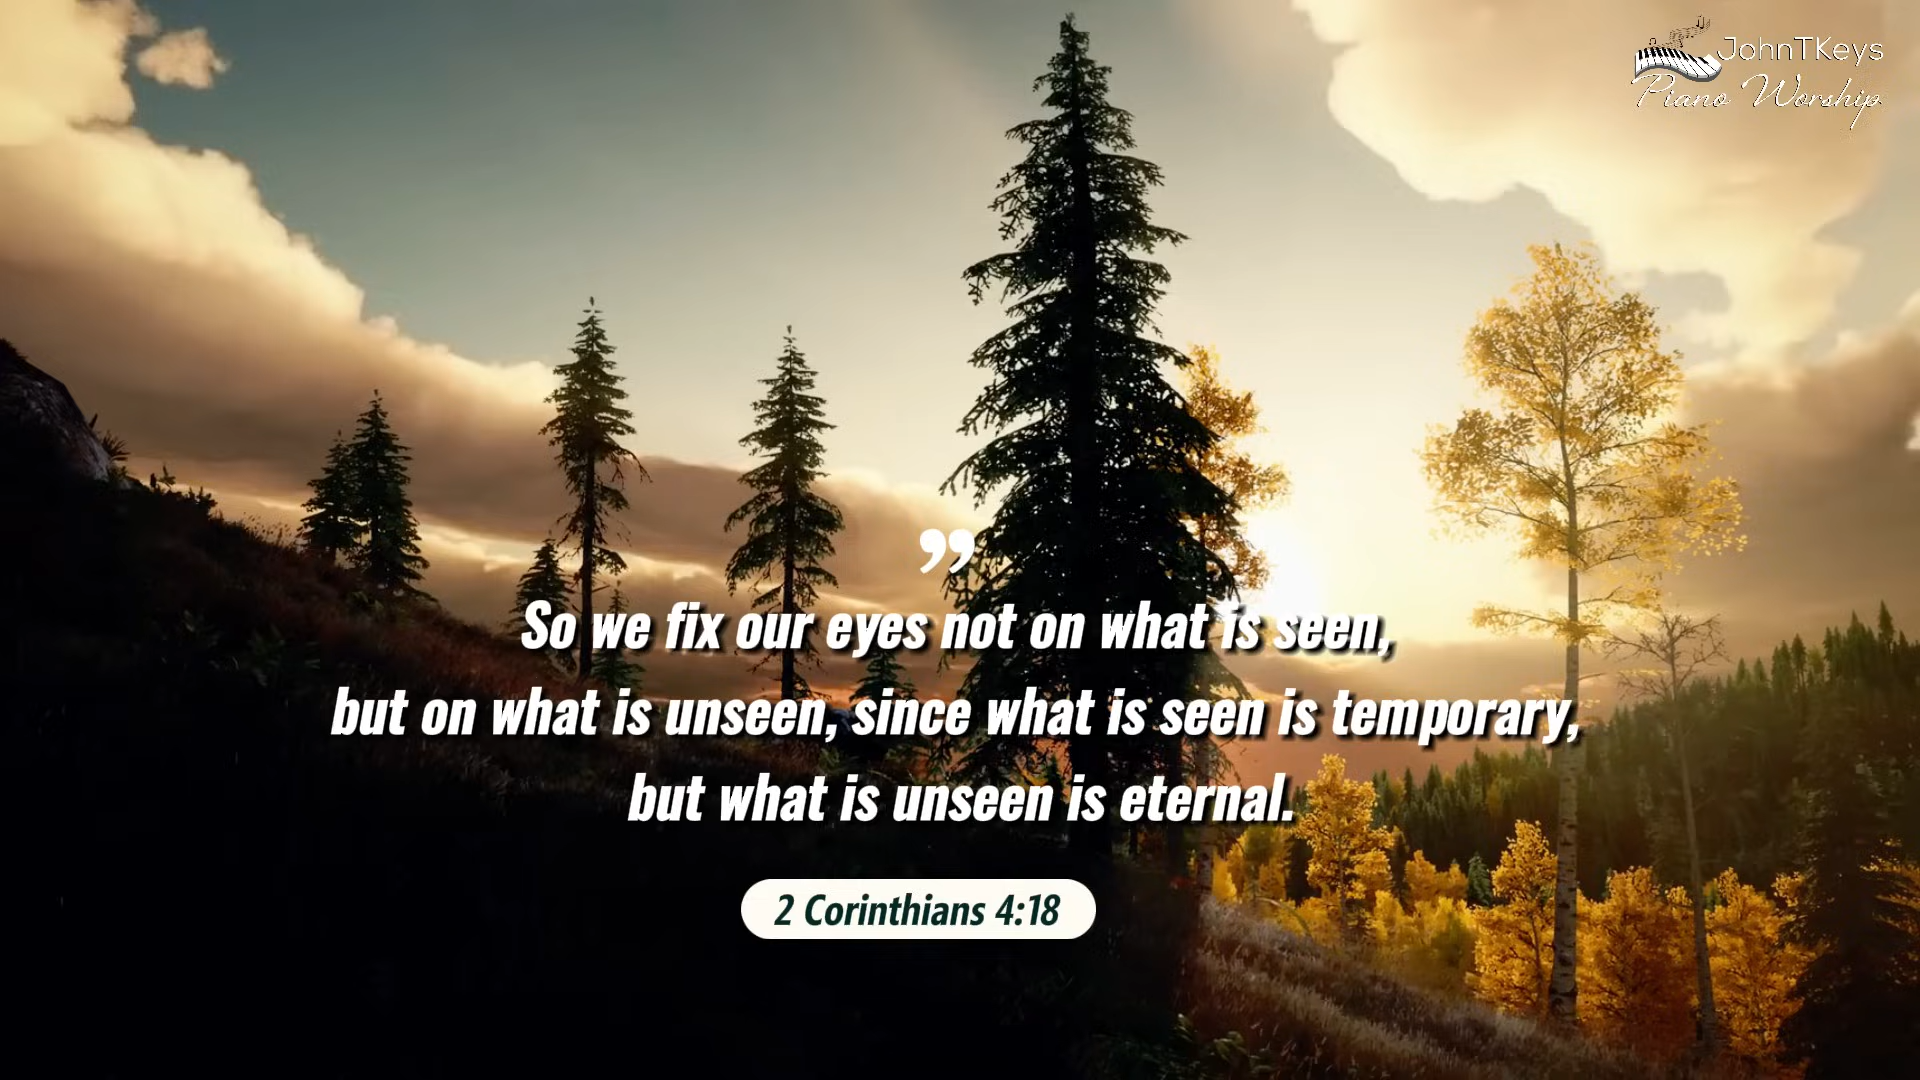 JohnTKeys
Piano Worship
”
So we fix our eyes not on what is seen,
but on what is unseen, since what is seen is temporary,
but what is unseen is eternal.
2 Corinthians 4:18